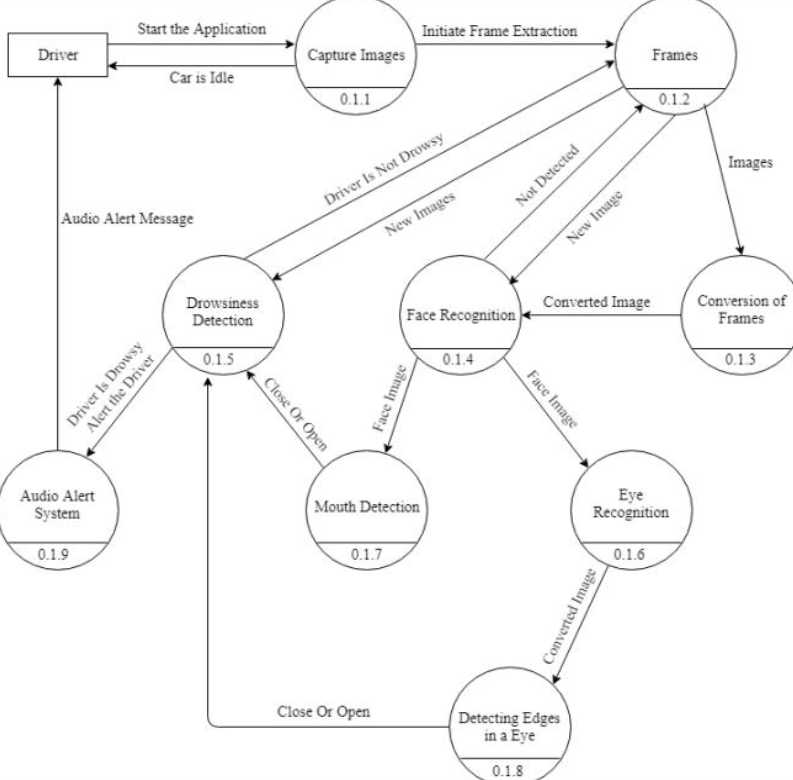 Start the Application
Driver
Car is Idle
Capture Images
0.1.1
Initiate Frame Extraction
Frames
0.1.2
Driver Is Not Drowsy
New Images
Not Detected
New Image
Images
Audio Alert Message
Drowsiness
Detection
0.1.5
Face Recognition
0.1.4
Converted Image
Conversion of
Frames
0.1.3
Driver Is Drowsy
Alert the Driver
Close Or Open
Face Image
Face Image
Audio Alert
System
0.1.9
Mouth Detection
0.1.7
Eye
Recognition
0.1.6
Converted Image
Close Or Open
Detecting Edges
in a Eye
0.1.8